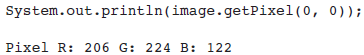 System.out.println(image.getPixel(0, 0));
Pixel R: 206 G: 224 B: 122